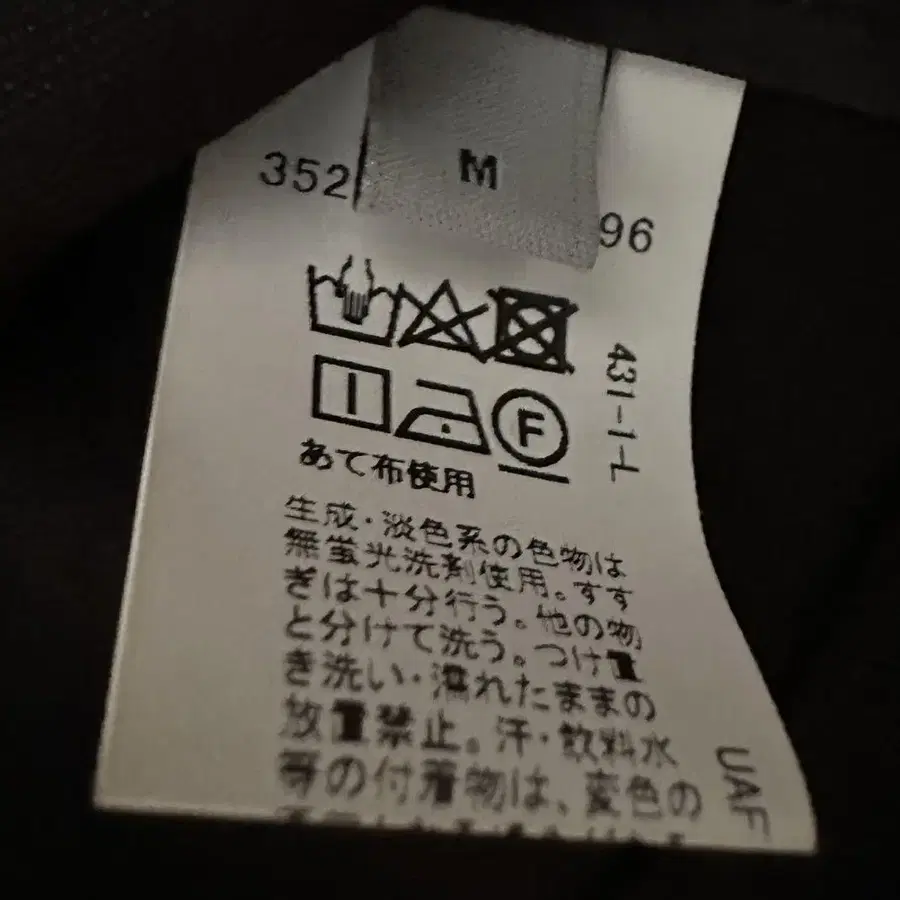 M
352
96
431-1-L
F
あて布使用
生成・淡色系の色物は
無蛍光洗剤使用。すす
ぎは十分行う。他の物
と分けて洗う。つけ置
き洗い・濡れたままの
放置禁止。汗・飲料水
等の付着物は、変色の
UAF